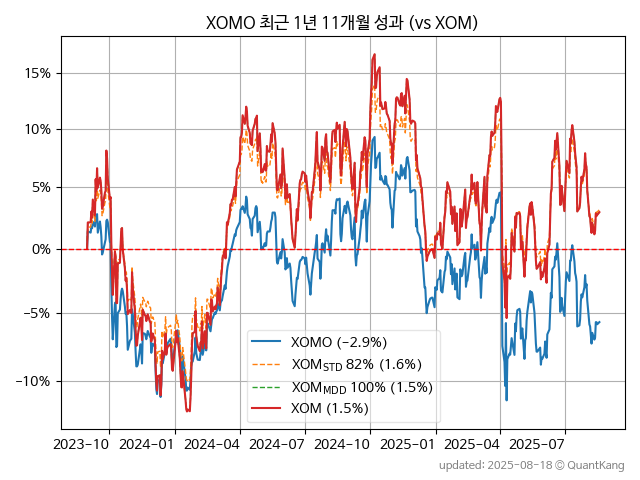 XOMO 최근 1년 11개월 성과 (vs XOM)
15%
10%
5%
0%
−5%
−10%
XOMO (−2.9%)
XOM_STD 82% (1.6%)
XOM_MDD 100% (1.5%)
XOM (1.5%)
2023-10 2024-01 2024-04 2024-07 2024-10 2025-01 2025-04 2025-07
updated: 2025-08-18 © QuantKang